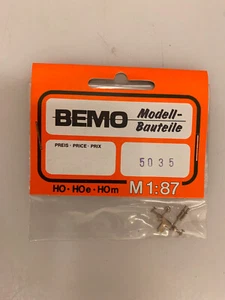 BEMO Modell-
Bauteile
PREIS · PRICE · PRIX
5035
HO · HOe · HOm M 1:87